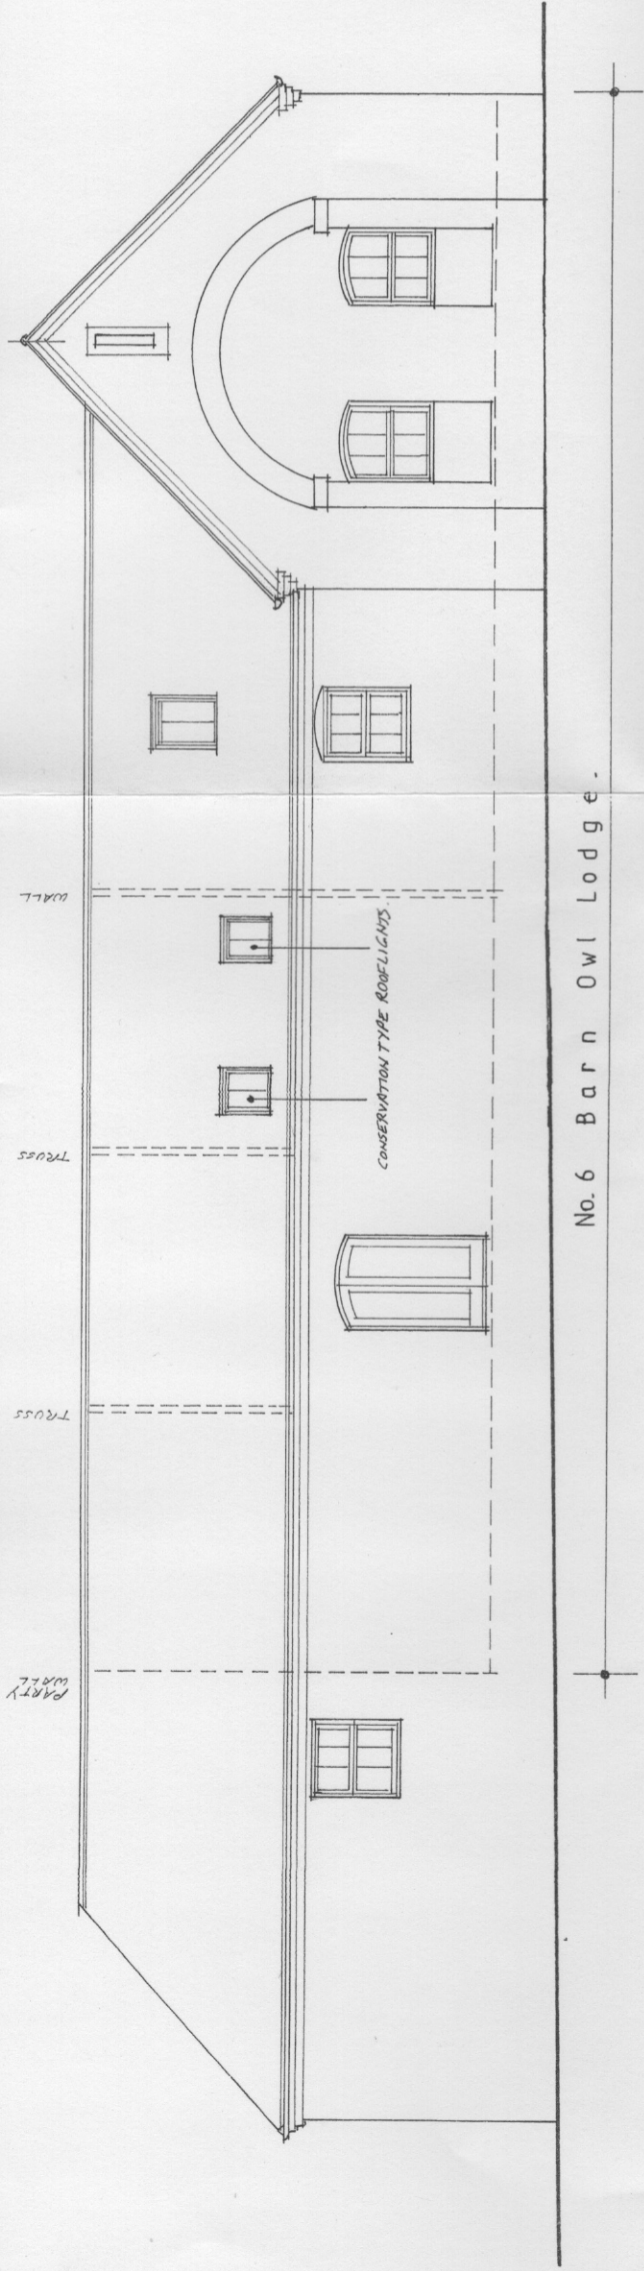 PARTY
WALL
TRUSS
TRUSS
WALL
CONSERVATION TYPE ROOFLIGHTS.
No. 6 Barn Owl Lodge.